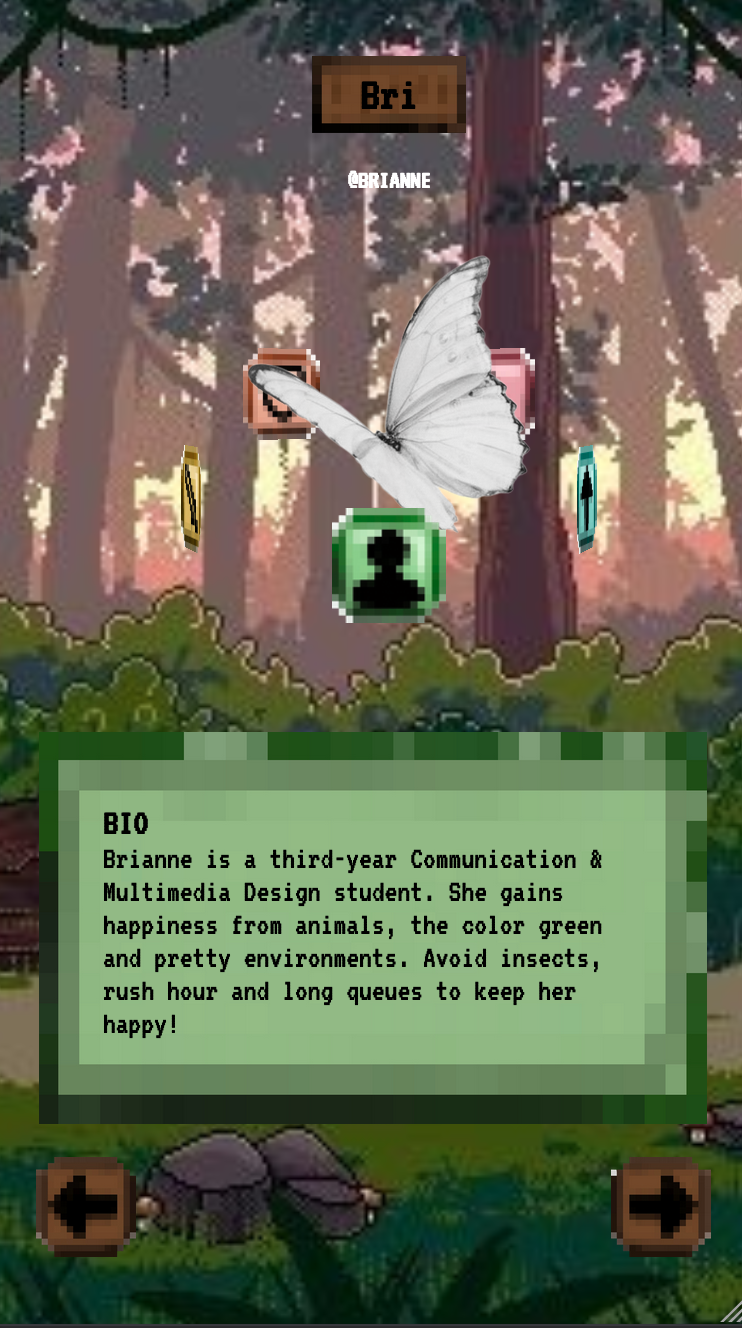 Bri
@BRIANNE
BIO
Brianne is a third-year Communication &
Multimedia Design student. She gains
happiness from animals, the color green
and pretty environments. Avoid insects,
rush hour and long queues to keep her
happy!